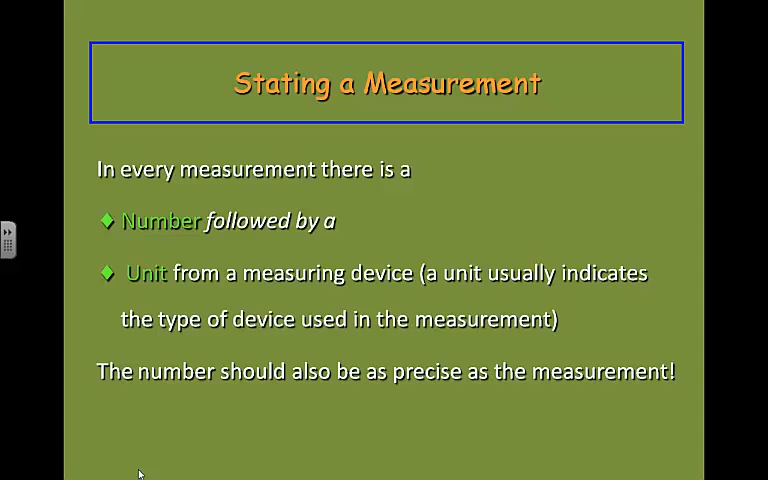 Stating a Measurement
In every measurement there is a
♦ Number followed by a
♦ Unit from a measuring device (a unit usually indicates
the type of device used in the measurement)
The number should also be as precise as the measurement!